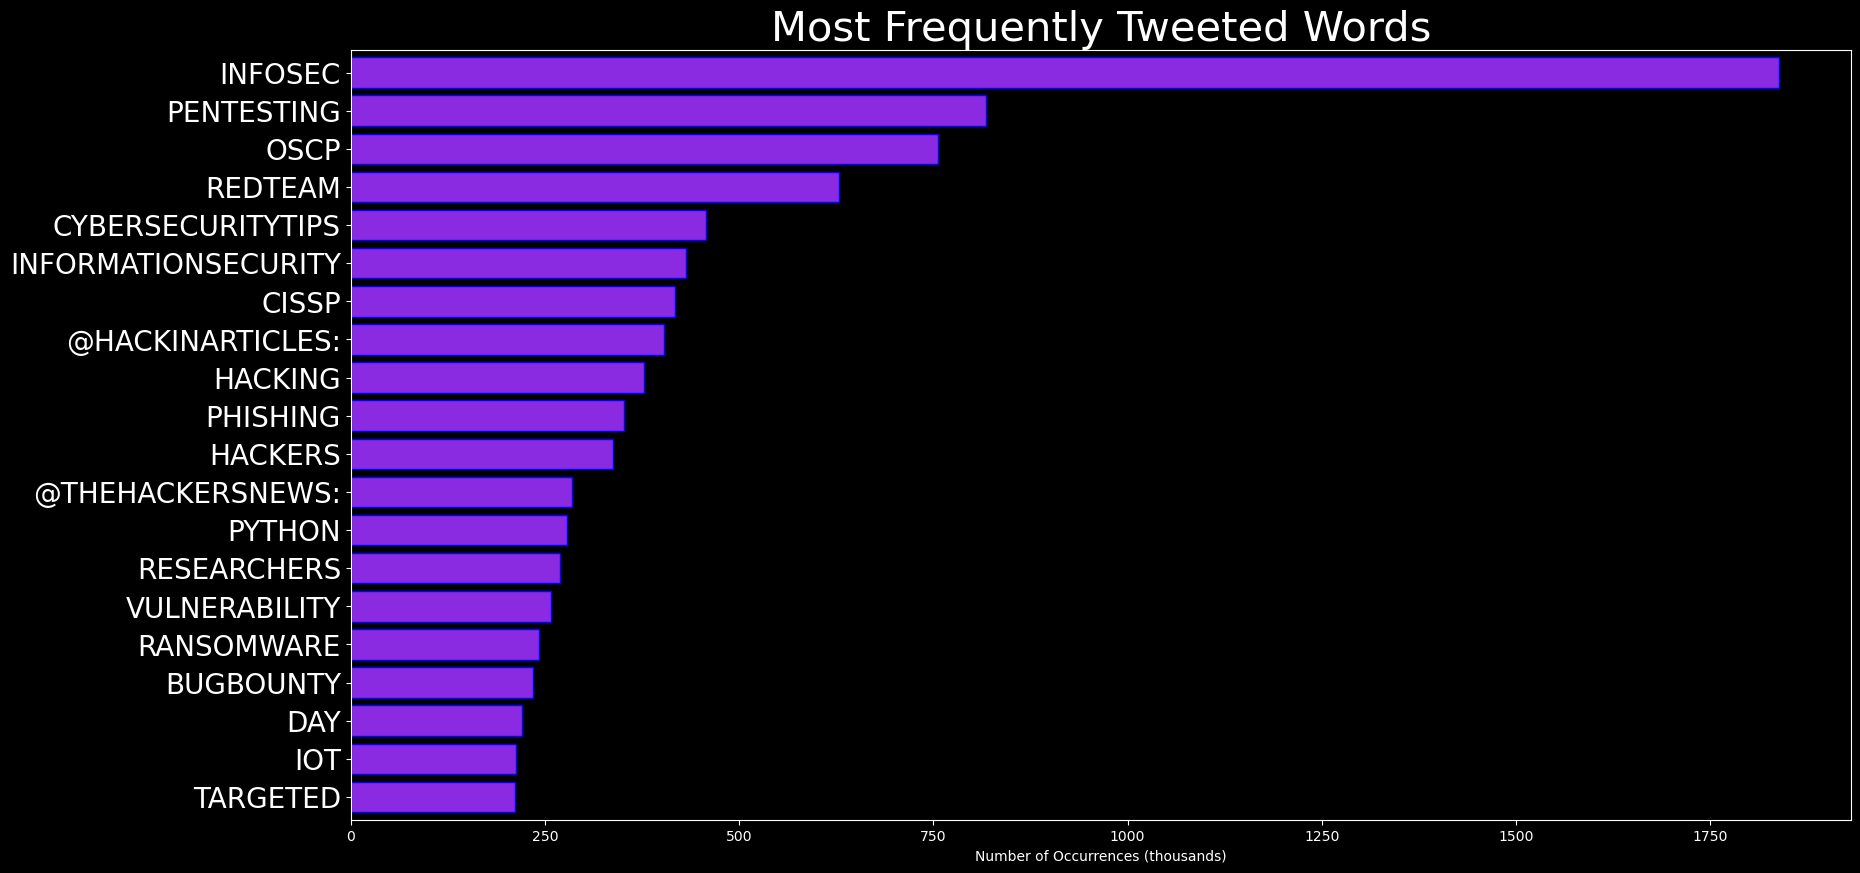 Most Frequently Tweeted Words
INFOSEC
PENTESTING
OSCP
REDTEAM
CYBERSECURITYTIPS
INFORMATIONSECURITY
CISSP
@HACKINARTICLES:
HACKING
PHISHING
HACKERS
@THEHACKERSNEWS:
PYTHON
RESEARCHERS
VULNERABILITY
RANSOMWARE
BUGBOUNTY
DAY
IOT
TARGETED
0 250 500 750 1000 1250 1500 1750
Number of Occurrences (thousands)